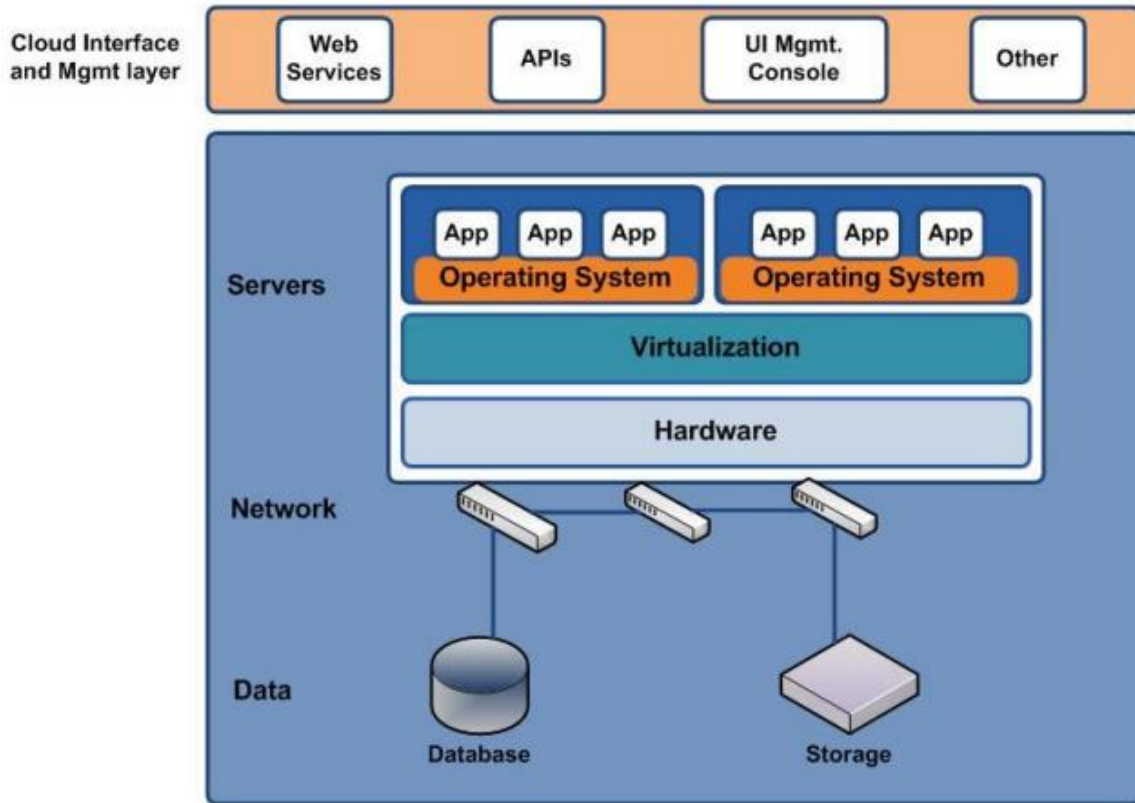 Cloud Interface
and Mgmt layer
Web
Services
APIs
UI Mgmt.
Console
Other
Servers
App App App
Operating System
App App App
Operating System
Virtualization
Hardware
Network
Data
Database
Storage